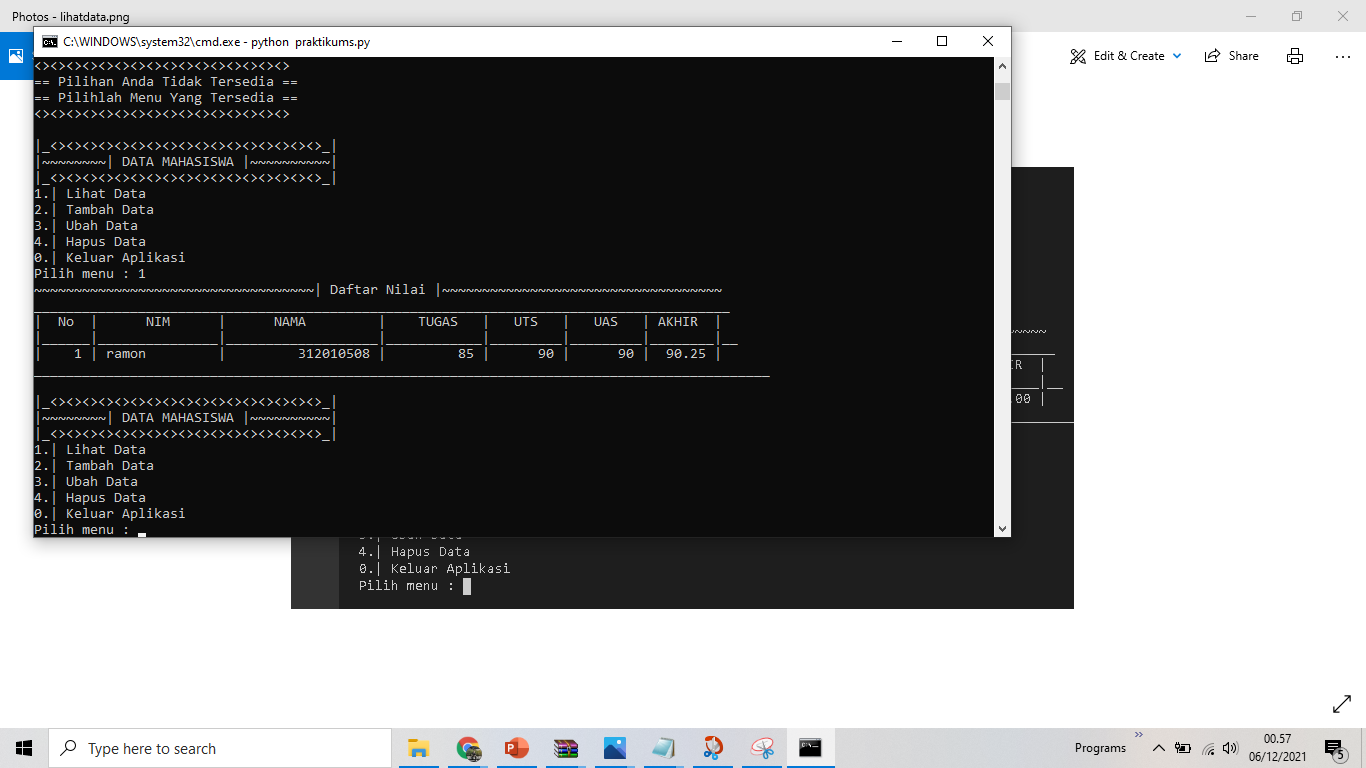 Photos - lihatdata.png
Edit & Create
Share
C:\WINDOWS\system32\cmd.exe - python  praktikums.py
<><><><><><><><><><><><><><><><>
== Pilihan Anda Tidak Tersedia ==
== Pilihlah Menu Yang Tersedia ==
<><><><><><><><><><><><><><><><>
|_<><><><><><><><><><><><><><><><><>_|
|~~~~~~~~| DATA MAHASISWA |~~~~~~~~~~|
|_<><><><><><><><><><><><><><><><><>_|
1.| Lihat Data
2.| Tambah Data
3.| Ubah Data
4.| Hapus Data
0.| Keluar Aplikasi
Pilih menu : 1
~~~~~~~~~~~~~~~~~~~~~~~~~~~~~~~~~~~| Daftar Nilai |~~~~~~~~~~~~~~~~~~~~~~~~~~~~~~~~~~~
|  No  |      NIM      |      NAMA         |    TUGAS   |   UTS   |   UAS   | AKHIR  |
|    1 | ramon         |         312010508 |         85 |      90 |      90 |  90.25 |
|_<><><><><><><><><><><><><><><><><>_|
|~~~~~~~~| DATA MAHASISWA |~~~~~~~~~~|
|_<><><><><><><><><><><><><><><><><>_|
1.| Lihat Data
2.| Tambah Data
3.| Ubah Data
4.| Hapus Data
0.| Keluar Aplikasi
Pilih menu :
4.| Hapus Data
0.| Keluar Aplikasi
Pilih menu :
Type here to search
Programs
00.57
06/12/2021
5